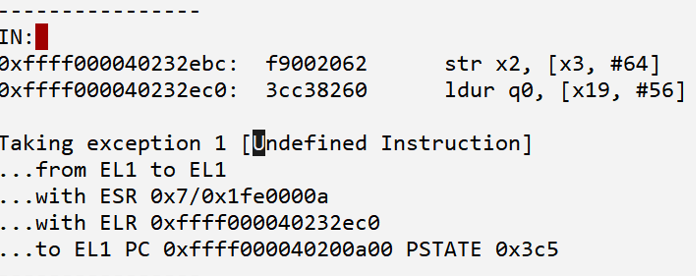 ----------------
IN:
0xffff000040232ebc:  f9002062      str x2, [x3, #64]
0xffff000040232ec0:  3cc38260      ldur q0, [x19, #56]
Taking exception 1 [Undefined Instruction]
...from EL1 to EL1
...with ESR 0x7/0x1fe0000a
...with ELR 0xffff000040232ec0
...to EL1 PC 0xffff000040200a00 PSTATE 0x3c5